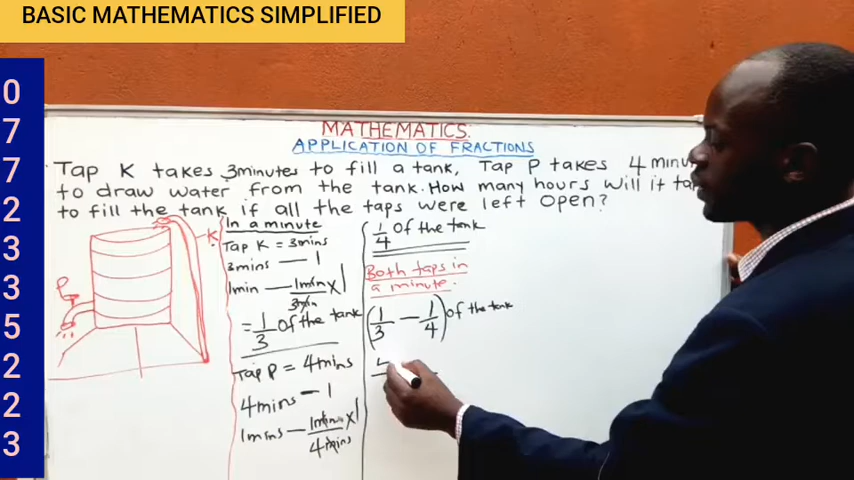 BASIC MATHEMATICS SIMPLIFIED
0
7
7
2
3
3
5
2
2
3
MATHEMATICS.
APPLICATION OF FRACTIONS
Tap K takes 3minutes to fill a tank, Tap P takes 4
to draw water from the tank. How many hours will it
to fill the tank if all the taps were left open?
K
P
In a minute
Tap K = 3mins
3mins — 1
1min — 1min/3min x 1
= 1/3 of the tank
Tap P = 4mins
4mins — 1
1mins — 1min/4mins x 1
1/4 of the tank
Both taps in
a minute.
(1/3 — 1/4) of the tank